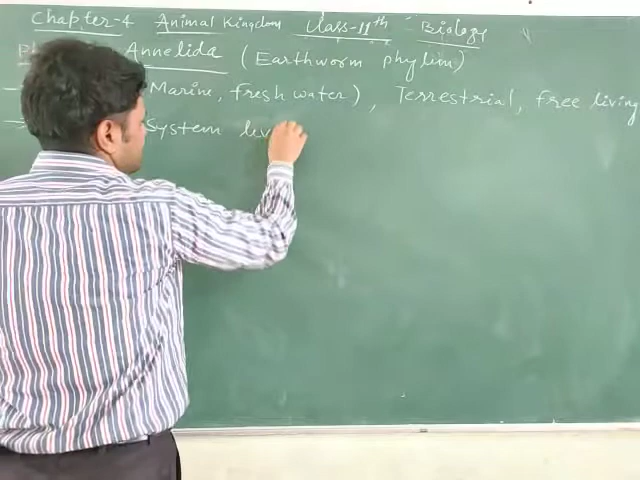 Chapter-4 Animal Kingdom Class-11th Biology
Annelida (Earthworm phylum)
Marine, fresh water), Terrestrial, free living
System